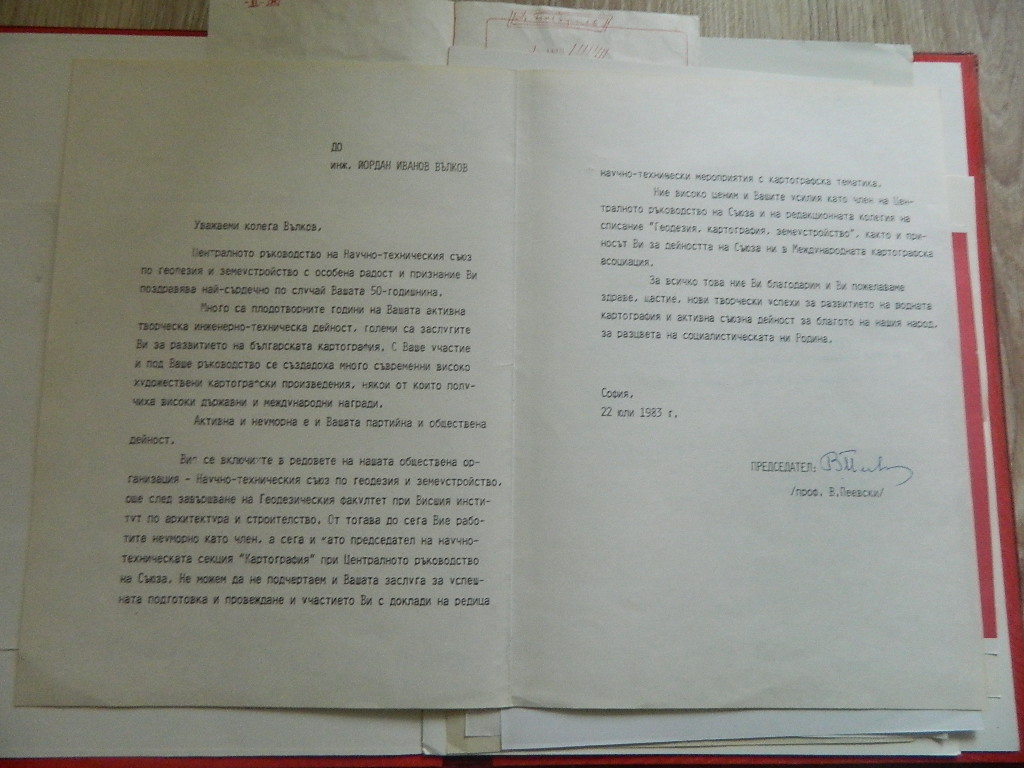 ДО
инж. ЙОРДАН ИВАНОВ ВЪЛКОВ
Уважаеми колега Вълков,
Централното ръководство на Научно-техническия съюз
по геодезия и земеустройство с особена радост и признание Ви
поздравява най-сърдечно по случай Вашата 50-годишнина.
Много са плодотворните години на Вашата активна
творческа инженерно-техническа дейност, големи са заслугите
Ви за развитието на българската картография. С Ваше участие
и под Ваше ръководство се създадоха много съвременни високо
художествени картографски произведения, някои от които полу-
чиха високи държавни и международни награди.
Активна и неуморна е и Вашата партийна и обществена
дейност.
Вие се включихте в редовете на нашата обществена ор-
ганизация - Научно-техническия съюз по геодезия и земеустройство,
още след завършване на Геодезическия факултет при Висшия инсти-
тут по архитектура и строителство. От тогава до сега Вие рабо-
тите неуморно като член, а сега и като председател на научно-
техническата секция "Картография" при Централното ръководство
на Съюза. Не можем да не подчертаем и Вашата заслуга за успеш-
ната подготовка и провеждане и участието Ви с доклади на редица
научно-технически мероприятия с картографска тематика.
Ние високо ценим и Вашите усилия като член на Цен-
тралното ръководство на Съюза и на редакционната колегия на
списание "Геодезия, картография, земеустройство", както и при-
носът Ви за дейността на Съюза ни в Международната картографска
асоциация.
За всичко това ние Ви благодарим и Ви пожелаваме
здраве, щастие, нови творчески успехи за развитието на родната
картография и активна съюзна дейност за благото на нашия народ,
за разцвета на социалистическата ни Родина.
София,
22 юли 1983 г.
ПРЕДСЕДАТЕЛ:
/проф. В.Пеевски/